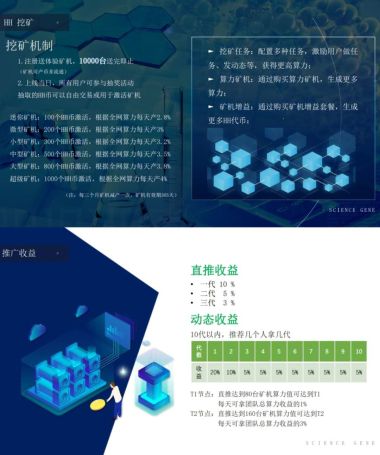 HH 挖矿
挖矿机制
1.注册送体验矿机，10000台送完即止
（矿机可产币并流通）
2.上线当日，所有用户可参与抽奖活动
抽取的HH币可以自由交易或用于激活矿机
迷你矿机：100个HH币激活，根据全网算力每天产2.8%
微型矿机：200个HH币激活，根据全网算力每天产3%
小型矿机：300个HH币激活，根据全网算力每天产3.2%
中型矿机：500个HH币激活，根据全网算力每天产3.5%
大型矿机：800个HH币激活，根据全网算力每天产3.8%
超级矿机：1000个HH币激活，根据全网算力每天产4%
（注：每三个月矿机减产一点，矿机有效期365天）
➢ 挖矿任务：配置多种任务，激励用户做任
务、发动态等，获得更高算力；
➢ 算力矿机：通过购买算力矿机，生成更多
算力；
➢ 矿机增益：通过购买矿机增益套餐，生成
更多HH代币；
SCIENCE GENE
推广收益
直推收益
• 一代 10 %
• 二代 5 %
• 三代 3 %
动态收益
10代以内，推荐几个人拿几代
代数 1 2 3 4 5 6 7 8 9 10
收益 20% 10% 5% 5% 5% 5% 5% 5% 5% 5%
T1节点：直推达到80台矿机算力值可达到T1
每天可拿团队总算力收益的1%
T2节点：直推达到160台矿机算力值可达到T2
每天可拿团队总算力收益的3%
SCIENCE GENE